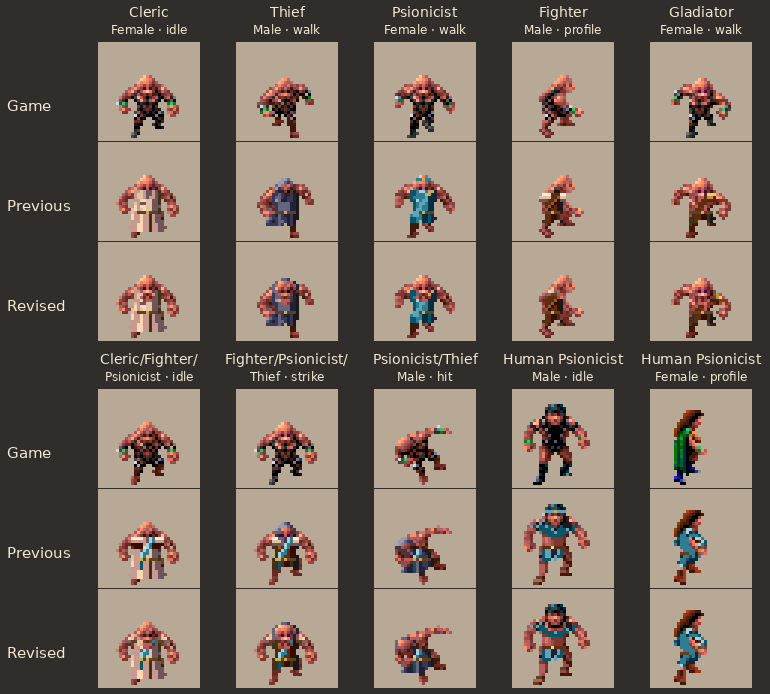 Cleric Thief Psionicist Fighter Gladiator
Female · idle Male · walk Female · walk Male · profile Female · walk
Game
Previous
Revised
Cleric/Fighter/ Fighter/Psionicist/ Psionicist/Thief Human Psionicist Human Psionicist
Psionicist · idle Thief · strike Male · hit Male · idle Female · profile
Game
Previous
Revised